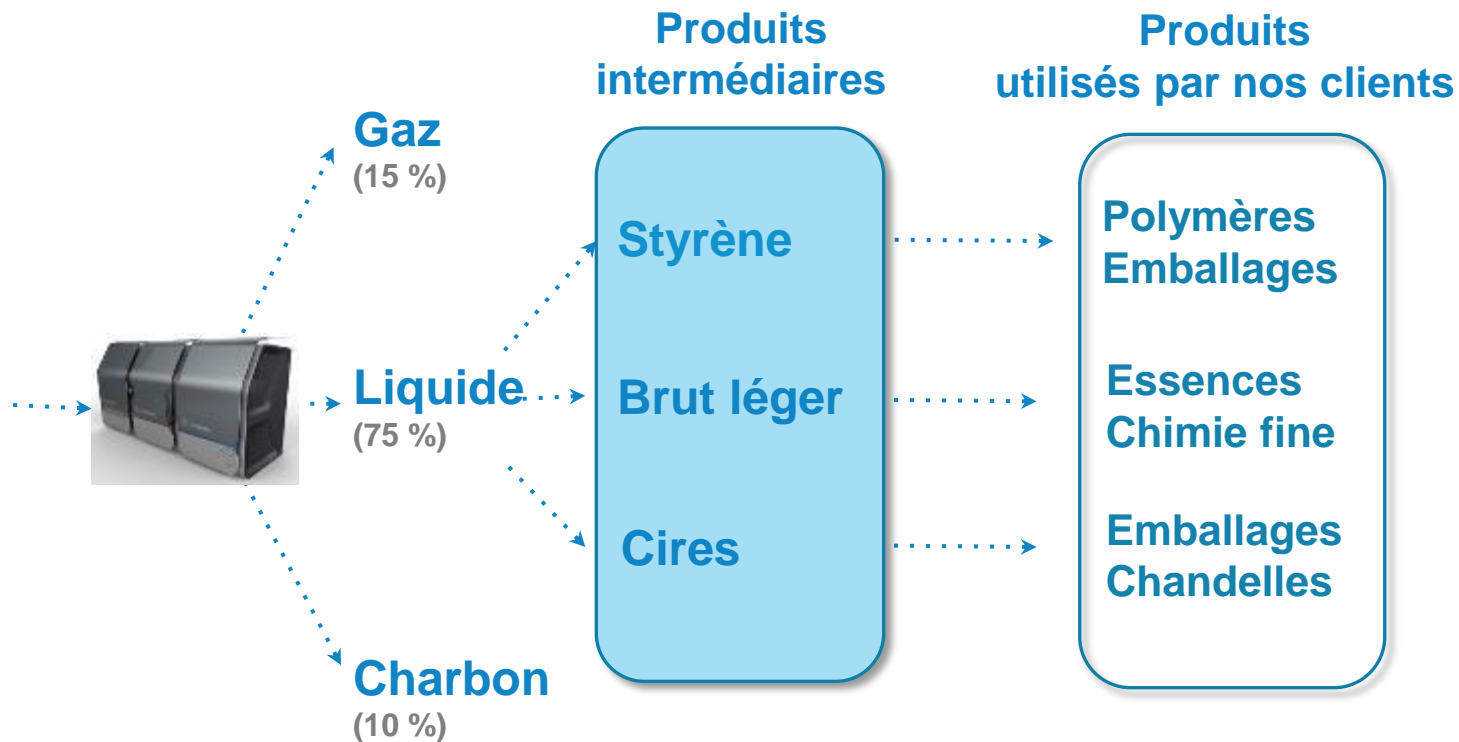 Produits
intermédiaires
Produits
utilisés par nos clients
Gaz
(15 %)
Liquide
(75 %)
Charbon
(10 %)
Styrène
Brut léger
Cires
Polymères
Emballages
Essences
Chimie fine
Emballages
Chandelles